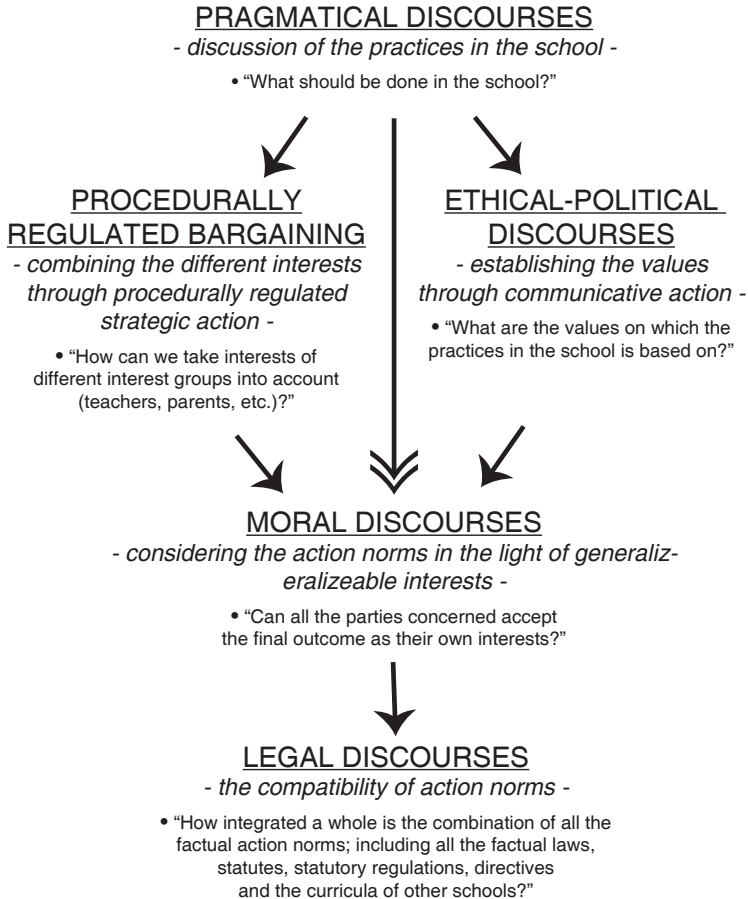 PRAGMATICAL DISCOURSES
- discussion of the practices in the school -
• “What should be done in the school?”
PROCEDURALLY
REGULATED BARGAINING
- combining the different interests
through procedurally regulated
strategic action -
• “How can we take interests of
different interest groups into account
(teachers, parents, etc.)?”
ETHICAL-POLITICAL
DISCOURSES
- establishing the values
through communicative action -
• “What are the values on which the
practices in the school is based on?”
MORAL DISCOURSES
- considering the action norms in the light of generaliz-
eralizeable interests -
• “Can all the parties concerned accept
the final outcome as their own interests?”
LEGAL DISCOURSES
- the compatibility of action norms -
• “How integrated a whole is the combination of all the
factual action norms; including all the factual laws,
statutes, statutory regulations, directives
and the curricula of other schools?”